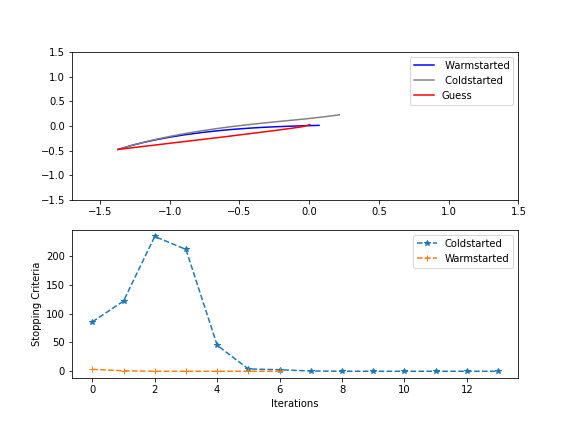 1.5
1.0
0.5
0.0
−0.5
−1.0
−1.5
Warmstarted
Coldstarted
Guess
−1.5 −1.0 −0.5 0.0 0.5 1.0 1.5
Stopping Criteria
200
150
100
50
0
Coldstarted
Warmstarted
0 2 4 6 8 10 12
Iterations